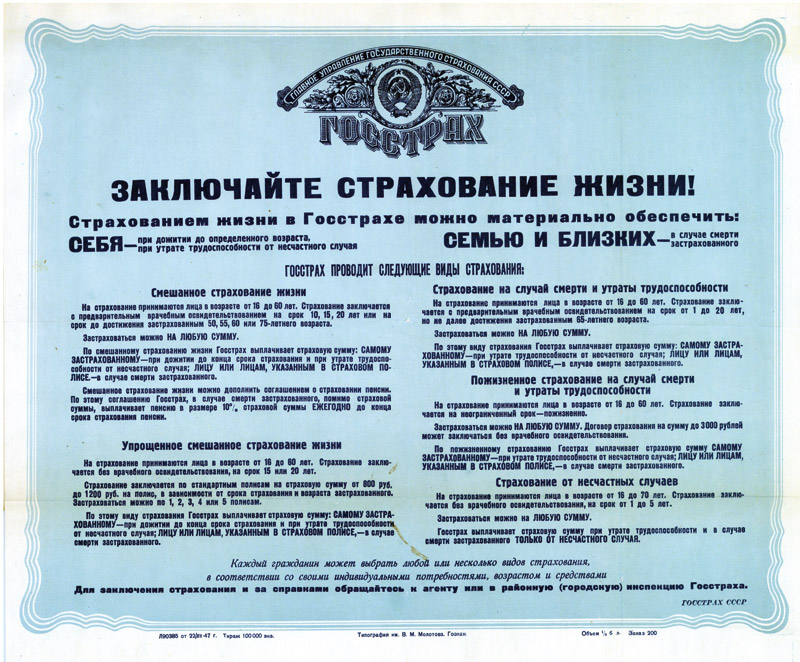 ГЛАВНОЕ УПРАВЛЕНИЕ ГОСУДАРСТВЕННОГО СТРАХОВАНИЯ СССР
ГОССТРАХ
ЗАКЛЮЧАЙТЕ СТРАХОВАНИЕ ЖИЗНИ!
Страхованием жизни в Госстрахе можно материально обеспечить:
СЕБЯ—при дожитии до определенного возраста,
при утрате трудоспособности от несчастного случая
СЕМЬЮ И БЛИЗКИХ—в случае смерти
застрахованного
ГОССТРАХ ПРОВОДИТ СЛЕДУЮЩИЕ ВИДЫ СТРАХОВАНИЯ:
Смешанное страхование жизни
На страхование принимаются лица в возрасте от 16 до 60 лет. Страхование заключается
с предварительным врачебным освидетельствованием на срок 10, 15, 20 лет или на
срок до достижения застрахованным 50, 55, 60 или 75-летнего возраста.
Застраховаться можно НА ЛЮБУЮ СУММУ.
По смешанному страхованию жизни Госстрах выплачивает страховую сумму: САМОМУ
ЗАСТРАХОВАННОМУ—при дожитии до конца срока страхования и при утрате трудоспо-
собности от несчастного случая; ЛИЦУ ИЛИ ЛИЦАМ, УКАЗАННЫМ В СТРАХОВОМ ПО-
ЛИСЕ,—в случае смерти застрахованного.
Смешанное страхование жизни можно дополнить соглашением о страховании пенсии.
По этому соглашению Госстрах, в случае смерти застрахованного, помимо страховой
суммы, выплачивает пенсию в размере 10% страховой суммы ЕЖЕГОДНО до конца
срока страхования пенсии.
Упрощенное смешанное страхование жизни
На страхование принимаются лица в возрасте от 16 до 60 лет. Страхование заклю-
чается без врачебного освидетельствования, на срок 15 или 20 лет.
Страхование заключается по стандартным полисам на страховую сумму от 800 руб.
до 1200 руб. на полис, в зависимости от срока страхования и возраста застрахованного.
Застраховаться можно по 1, 2, 3, 4 или 5 полисам.
По этому виду страхования Госстрах выплачивает страховую сумму: САМОМУ ЗАСТРА-
ХОВАННОМУ—при дожитии до конца срока страхования и при утрате трудоспособности
от несчастного случая; ЛИЦУ ИЛИ ЛИЦАМ, УКАЗАННЫМ В СТРАХОВОМ ПОЛИСЕ,—в случае
смерти застрахованного.
Страхование на случай смерти и утраты трудоспособности
На страхование принимаются лица в возрасте от 16 до 60 лет. Страхование заклю-
чается с предварительным врачебным освидетельствованием на срок от 1 до 20 лет,
но не далее достижения застрахованным 65-летнего возраста.
Застраховаться можно НА ЛЮБУЮ СУММУ.
По этому виду страхования Госстрах выплачивает страховую сумму: САМОМУ ЗАСТРА-
ХОВАННОМУ—при утрате трудоспособности от несчастного случая; ЛИЦУ ИЛИ ЛИЦАМ,
УКАЗАННЫМ В СТРАХОВОМ ПОЛИСЕ,—в случае смерти застрахованного.
Пожизненное страхование на случай смерти
и утраты трудоспособности
На страхование принимаются лица в возрасте от 16 до 60 лет. Страхование заклю-
чается на неограниченный срок—пожизненно.
Застраховаться можно НА ЛЮБУЮ СУММУ. Договор страхования на сумму до 3000 рублей
может заключаться без врачебного освидетельствования.
По пожизненному страхованию Госстрах выплачивает страховую сумму САМОМУ
ЗАСТРАХОВАННОМУ—при утрате трудоспособности от несчастного случая; ЛИЦУ ИЛИ ЛИЦАМ,
УКАЗАННЫМ В СТРАХОВОМ ПОЛИСЕ,—в случае смерти застрахованного.
Страхование от несчастных случаев
На страхование принимаются лица в возрасте от 16 до 70 лет. Страхование заклю-
чается без врачебного освидетельствования, на срок от 1 до 5 лет.
Застраховаться можно НА ЛЮБУЮ СУММУ.
Госстрах выплачивает страховую сумму при утрате трудоспособности и в случае
смерти застрахованного ТОЛЬКО ОТ НЕСЧАСТНОГО СЛУЧАЯ.
Каждый гражданин может выбрать любой или несколько видов страхования,
в соответствии со своими индивидуальными потребностями, возрастом и средствами
Для заключения страхования и за справками обращайтесь к агенту или в районную (городскую) инспекцию Госстраха.
ГОССТРАХ СССР
Л90385 от 22/III-47 г. Тираж 100 000 экз.
Типография им. В. М. Молотова. Гознак
Объем ½ б л. Заказ 200